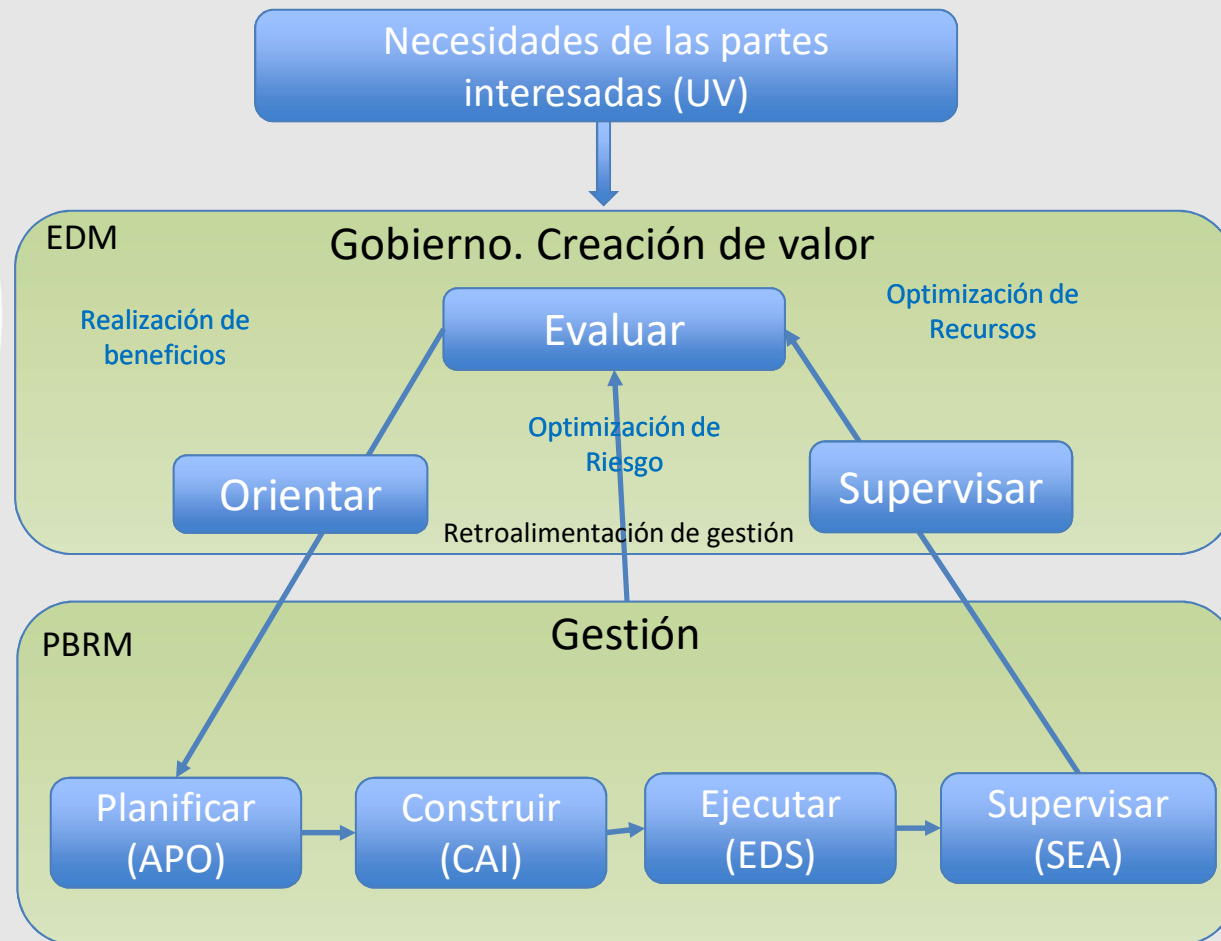 Necesidades de las partes
interesadas (UV)
EDM
Gobierno. Creación de valor
Realización de
beneficios
Evaluar
Optimización de
Recursos
Optimización de
Riesgo
Orientar
Supervisar
Retroalimentación de gestión
PBRM
Gestión
Planificar
(APO)
Construir
(CAI)
Ejecutar
(EDS)
Supervisar
(SEA)